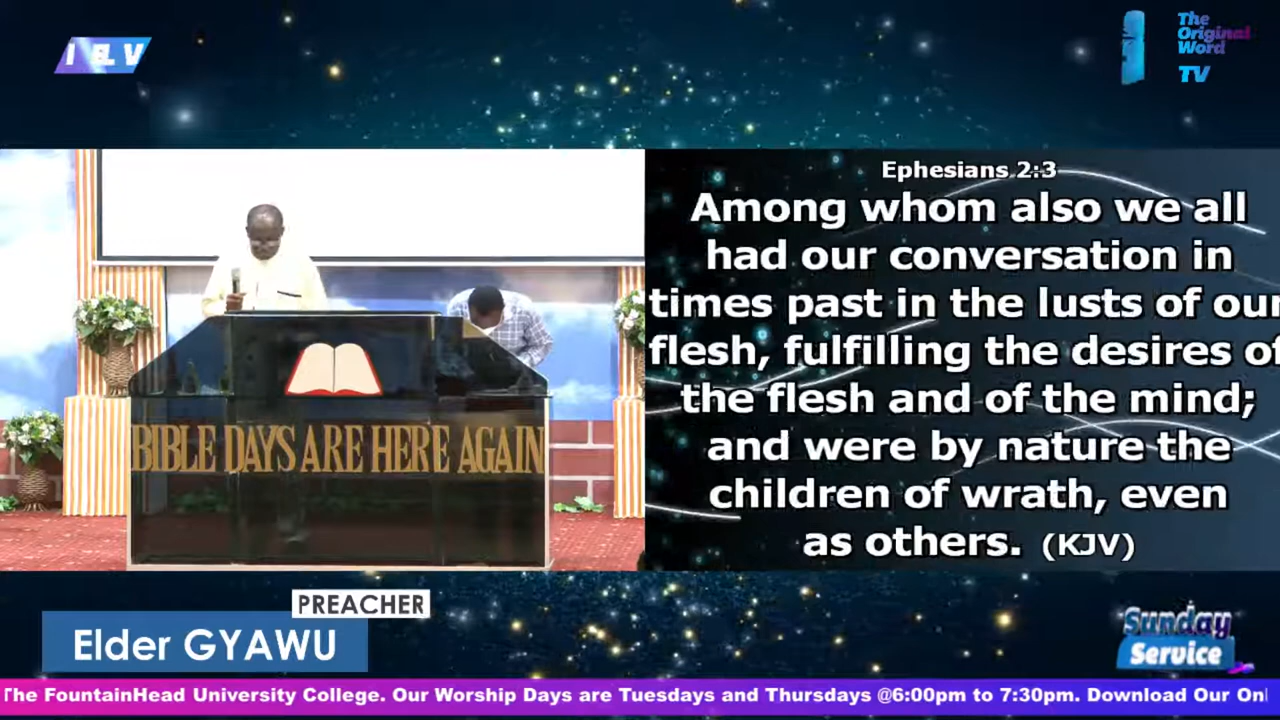 The
Original
Word
TV
Ephesians 2:3
Among whom also we all
had our conversation in
times past in the lusts of our
flesh, fulfilling the desires of
the flesh and of the mind;
and were by nature the
children of wrath, even
as others. (KJV)
BIBLE DAYS ARE HERE AGAIN
PREACHER
Elder GYAWU
Sunday
Service
The FountainHead University College. Our Worship Days are Tuesdays and Thursdays @6:00pm to 7:30pm. Download Our Onl